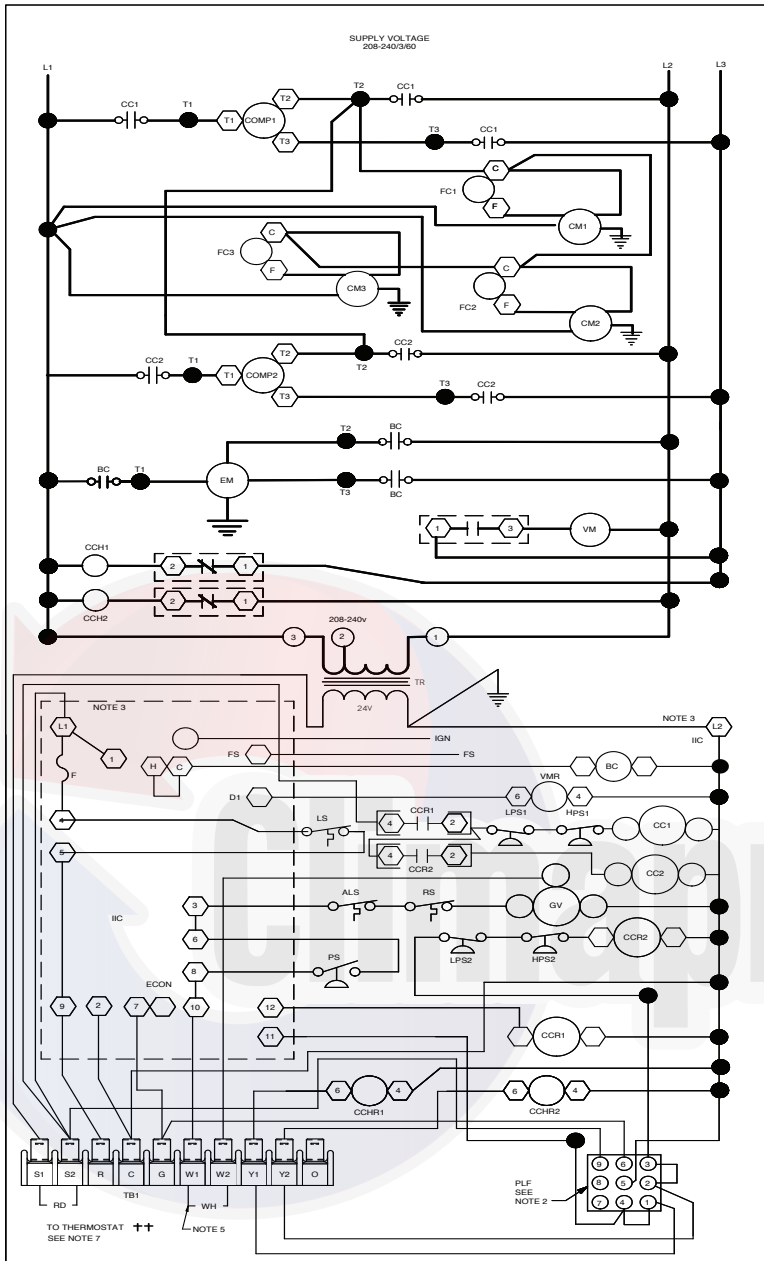 SUPPLY VOLTAGE
208-240/3/60
L1
L2
L3
CC1
T1
T1
COMP1
T2
T2
CC1
T3
T3
CC1
C
FC1
F
CM1
C
FC3
F
CM3
C
FC2
F
CM2
CC2
T1
T1
COMP2
T2
T2
CC2
T3
T3
CC2
T2
BC
BC
T1
EM
T3
BC
1
3
VM
CCH1
2
1
2
1
CCH2
208-240v
3
2
1
TR
24V
NOTE 3
NOTE 3
L1
L2
IIC
1
IGN
FS
FS
F
H
C
BC
D1
6
VMR
4
LS
4
CCR1
2
LPS1
HPS1
CC1
4
5
4
2
CCR2
CC2
IIC
3
ALS
RS
GV
6
LPS2
HPS2
CCR2
8
PS
ECON
9
2
7
10
12
11
CCR1
6
4
CCHR1
6
4
CCHR2
S1
S2
R
C
G
W1
W2
Y1
Y2
O
TB1
RD
WH
NOTE 5
TO THERMOSTAT ++
SEE NOTE 7
PLF
SEE
NOTE 2
9
6
3
8
5
2
7
4
1
Climapr